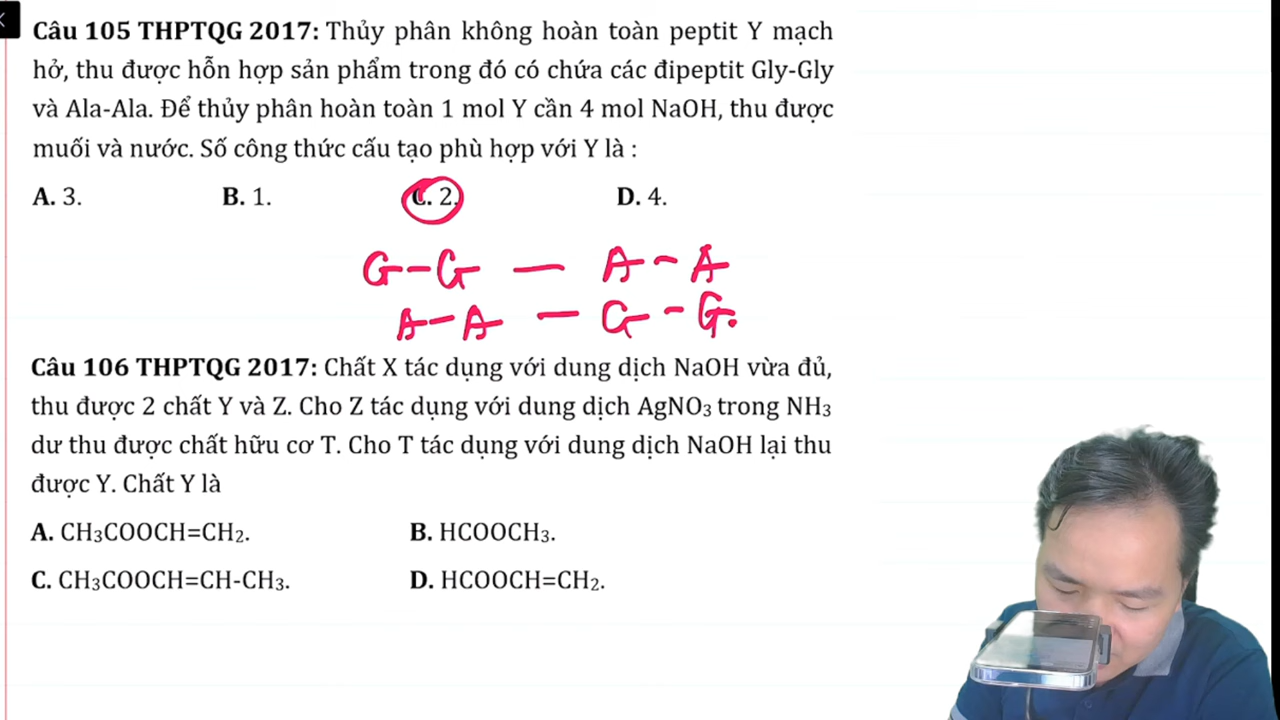 Câu 105 THPTQG 2017: Thủy phân không hoàn toàn peptit Y mạch
hở, thu được hỗn hợp sản phẩm trong đó có chứa các đipeptit Gly-Gly
và Ala-Ala. Để thủy phân hoàn toàn 1 mol Y cần 4 mol NaOH, thu được
muối và nước. Số công thức cấu tạo phù hợp với Y là :
A. 3. B. 1. C. 2. D. 4.
G-G — A-A
A-A — G-G.
Câu 106 THPTQG 2017: Chất X tác dụng với dung dịch NaOH vừa đủ,
thu được 2 chất Y và Z. Cho Z tác dụng với dung dịch AgNO₃ trong NH₃
dư thu được chất hữu cơ T. Cho T tác dụng với dung dịch NaOH lại thu
được Y. Chất Y là
A. CH₃COOCH=CH₂. B. HCOOCH₃.
C. CH₃COOCH=CH-CH₃. D. HCOOCH=CH₂.